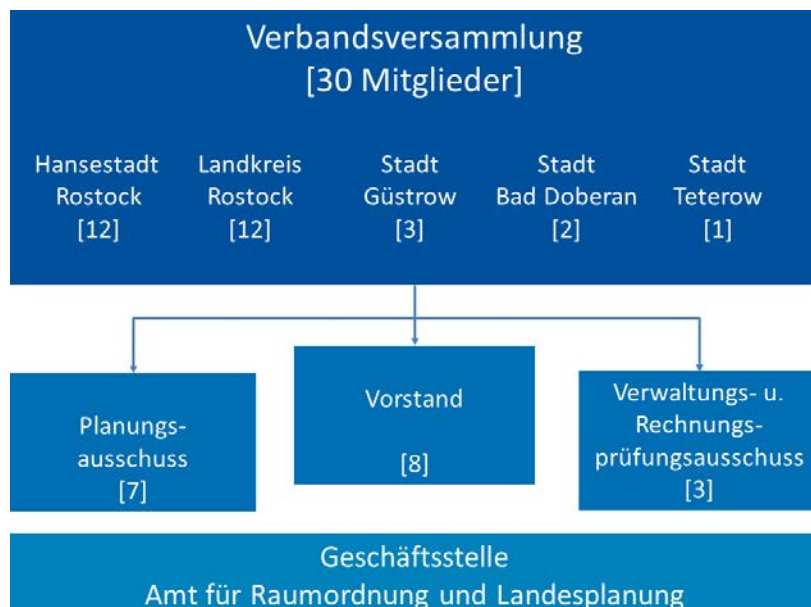 Verbandsversammlung
[30 Mitglieder]
Hansestadt
Rostock
[12]
Landkreis
Rostock
[12]
Stadt
Güstrow
[3]
Stadt
Bad Doberan
[2]
Stadt
Teterow
[1]
Planungs-
ausschuss
[7]
Vorstand
[8]
Verwaltungs- u.
Rechnungs-
prüfungsausschuss
[3]
Geschäftsstelle
Amt für Raumordnung und Landesplanung